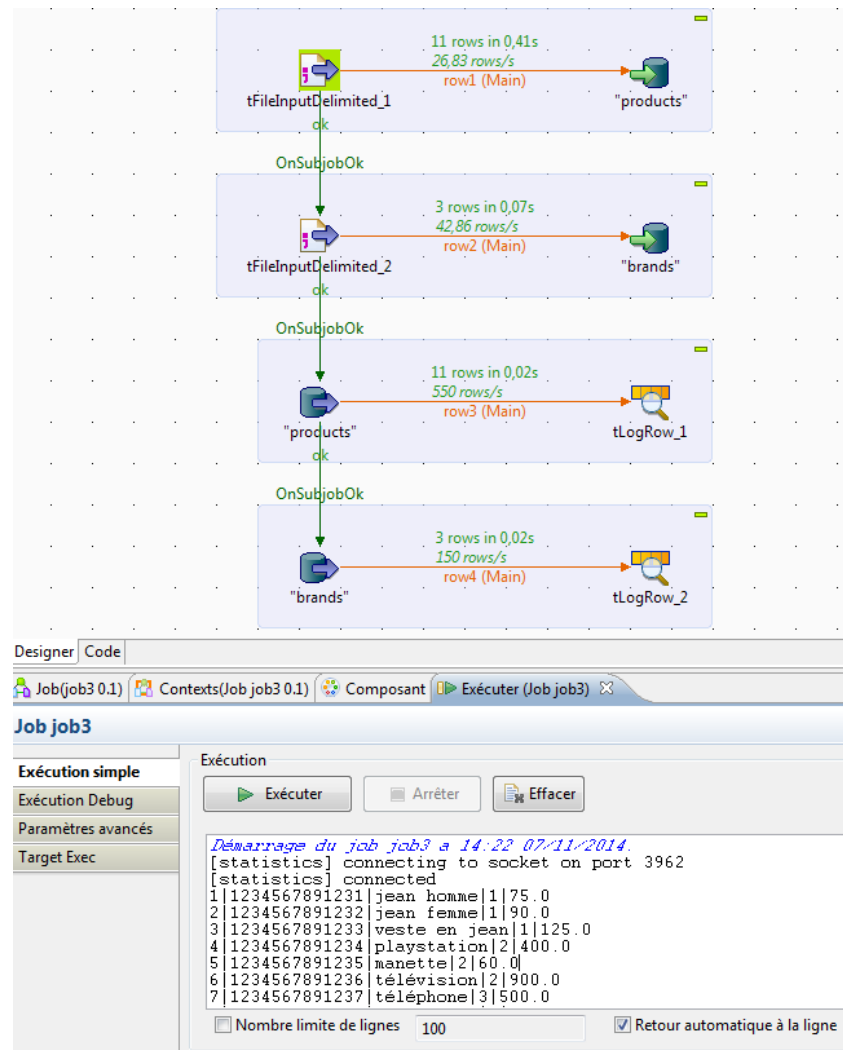 11 rows in 0,41s
26,83 rows/s
row1 (Main)
tFileInputDelimited_1
"products"
ok
OnSubjobOk
3 rows in 0,07s
42,86 rows/s
row2 (Main)
tFileInputDelimited_2
"brands"
ok
OnSubjobOk
11 rows in 0,02s
550 rows/s
row3 (Main)
"products"
tLogRow_1
ok
OnSubjobOk
3 rows in 0,02s
150 rows/s
row4 (Main)
"brands"
tLogRow_2
Designer Code
Job(job3 0.1) Contexts(Job job3 0.1) Composant Exécuter (Job job3)
Job job3
Exécution simple
Exécution Debug
Paramètres avancés
Target Exec
Exécution
Exécuter Arrêter Effacer
Démarrage du job job3 a 14:22 07/11/2014.
[statistics] connecting to socket on port 3962
[statistics] connected
1|1234567891231|jean homme|1|75.0
2|1234567891232|jean femme|1|90.0
3|1234567891233|veste en jean|1|125.0
4|1234567891234|playstation|2|400.0
5|1234567891235|manette|2|60.0
6|1234567891236|télévision|2|900.0
7|1234567891237|téléphone|3|500.0
Nombre limite de lignes 100 Retour automatique à la ligne